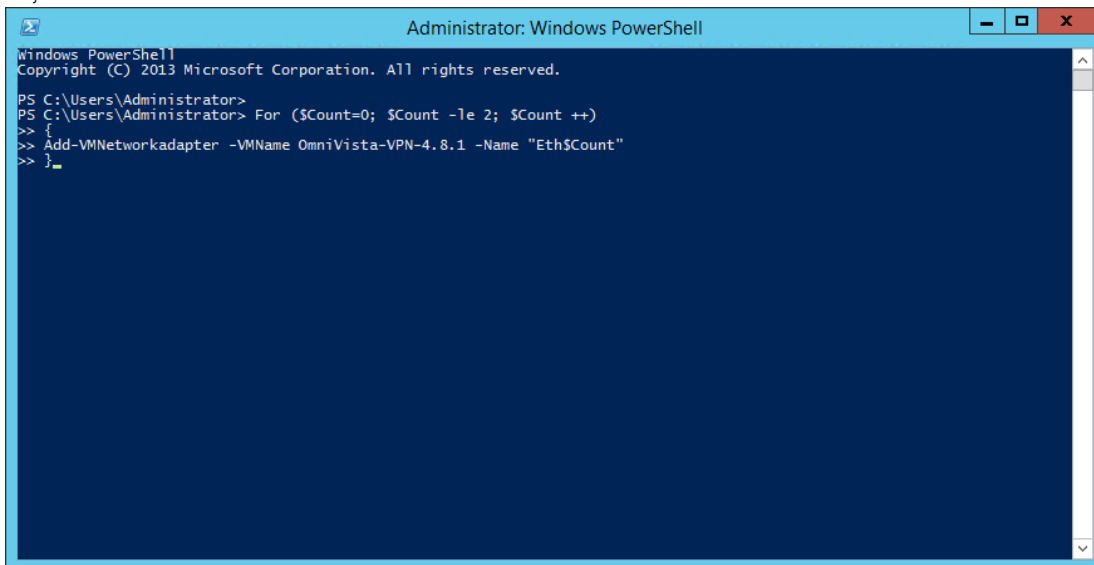 Administrator: Windows PowerShell
Windows PowerShell
Copyright (C) 2013 Microsoft Corporation. All rights reserved.
PS C:\Users\Administrator>
PS C:\Users\Administrator> For ($Count=0; $Count -le 2; $Count ++)
>> {
>> Add-VMNetworkadapter -VMName OmniVista-VPN-4.8.1 -Name "Eth$Count"
>> }_